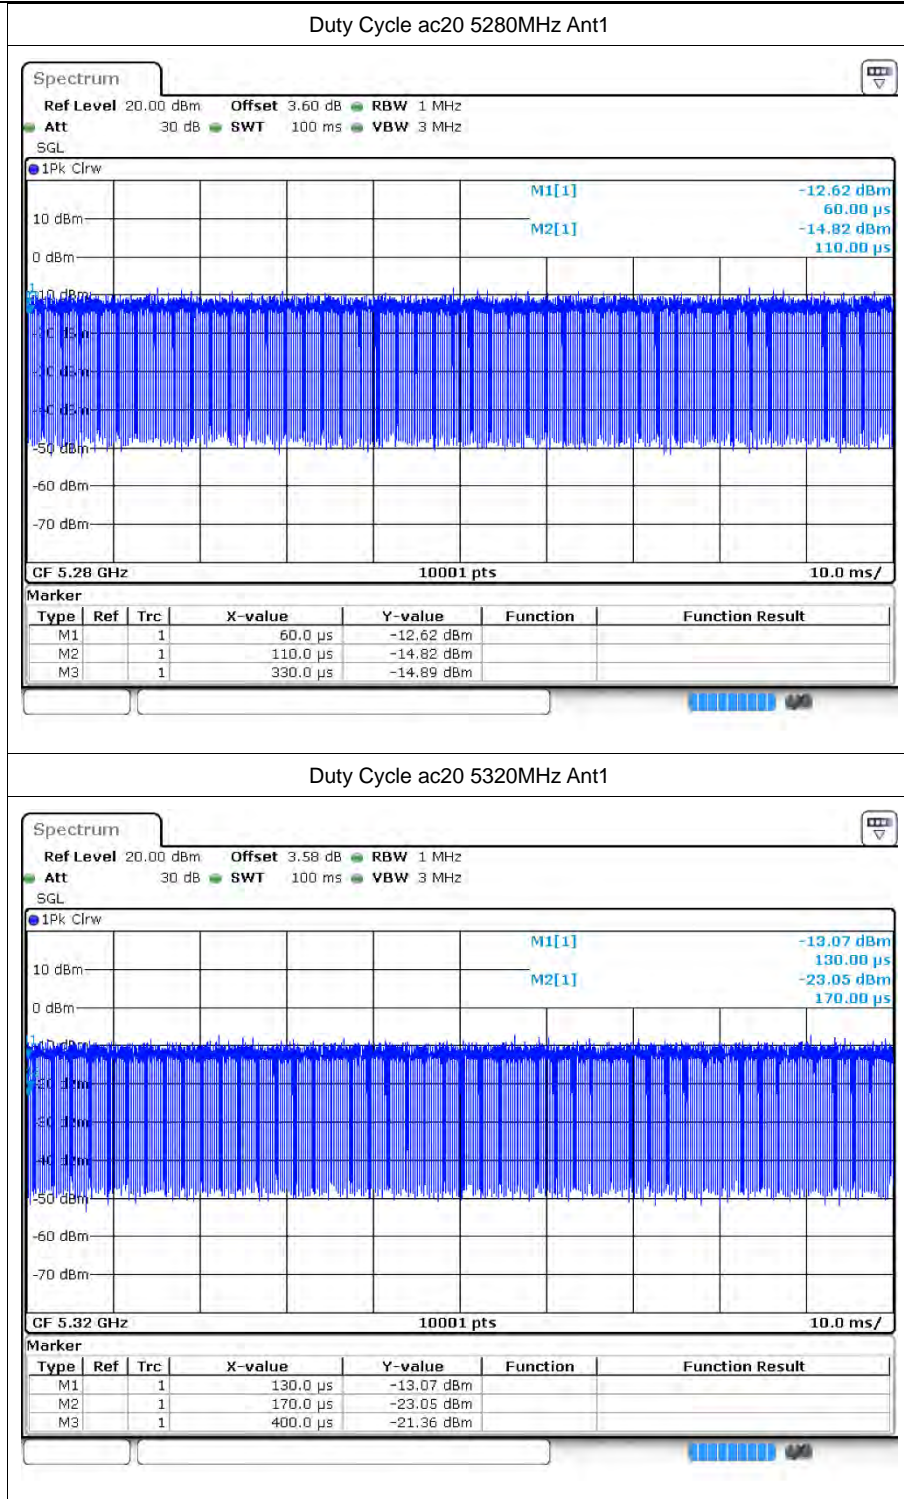 Duty Cycle ac20 5280MHz Ant1
Spectrum
Ref Level 20.00 dBm Offset 3.60 dB RBW 1 MHz
Att 30 dB SWT 100 ms VBW 3 MHz
SGL
1Pk Clrw
M1[1] -12.62 dBm
60.00 µs
10 dBm
M2[1] -14.82 dBm
110.00 µs
0 dBm
-50 dBm
-60 dBm
-70 dBm
CF 5.28 GHz 10001 pts 10.0 ms/
Marker
Type Ref Trc X-value Y-value Function Function Result
M1 1 60.0 µs -12.62 dBm
M2 1 110.0 µs -14.82 dBm
M3 1 330.0 µs -14.89 dBm
Duty Cycle ac20 5320MHz Ant1
Spectrum
Ref Level 20.00 dBm Offset 3.58 dB RBW 1 MHz
Att 30 dB SWT 100 ms VBW 3 MHz
SGL
1Pk Clrw
M1[1] -13.07 dBm
130.00 µs
10 dBm
M2[1] -23.05 dBm
170.00 µs
0 dBm
-50 dBm
-60 dBm
-70 dBm
CF 5.32 GHz 10001 pts 10.0 ms/
Marker
Type Ref Trc X-value Y-value Function Function Result
M1 1 130.0 µs -13.07 dBm
M2 1 170.0 µs -23.05 dBm
M3 1 400.0 µs -21.36 dBm